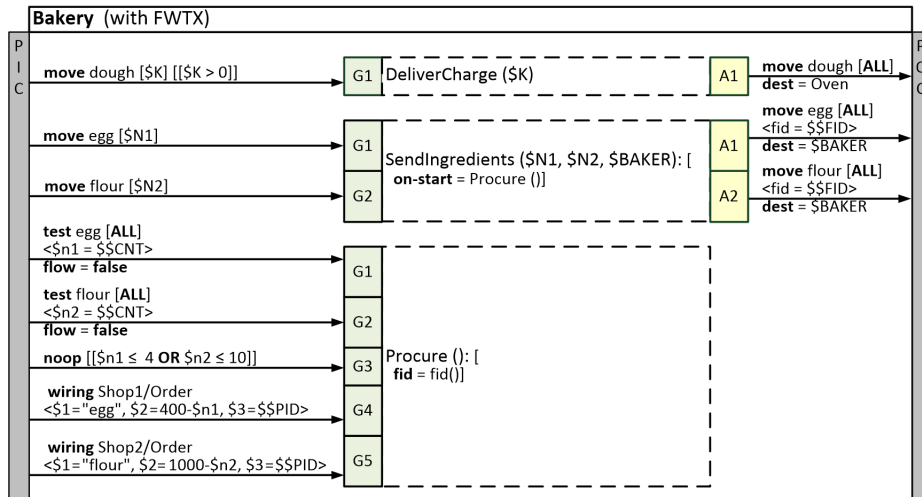 Bakery (with FWTX)
P
I
C
P
I
C
move dough [$K] [[$K > 0]]
G1
DeliverCharge ($K)
A1
move dough [ALL]
dest = Oven
move egg [$N1]
G1
SendIngredients ($N1, $N2, $BAKER): [
on-start = Procure ()]
A1
move egg [ALL]
<fid = $$FID>
dest = $BAKER
move flour [$N2]
G2
A2
move flour [ALL]
<fid = $$FID>
dest = $BAKER
test egg [ALL]
<$n1 = $$CNT>
flow = false
G1
test flour [ALL]
<$n2 = $$CNT>
flow = false
G2
noop [[$n1 ≤ 4 OR $n2 ≤ 10]]
G3
Procure (): [
fid = fid()]
wiring Shop1/Order
<$1="egg", $2=400-$n1, $3=$$PID>
G4
wiring Shop2/Order
<$1="flour", $2=1000-$n2, $3=$$PID>
G5